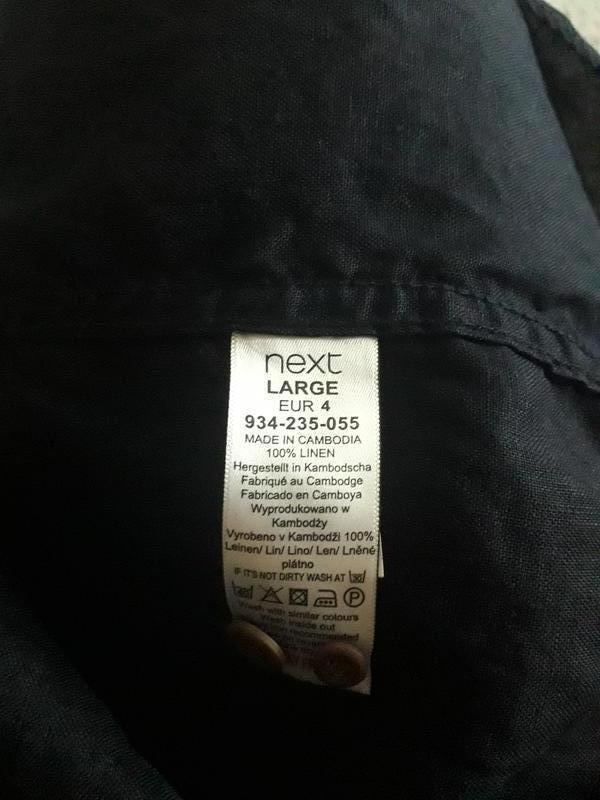 next
LARGE
EUR 4
934-235-055
MADE IN CAMBODIA
100% LINEN
Hergestellt in Kambodscha
Fabriqué au Cambodge
Fabricado en Camboya
Wyprodukowano w
Kambodży
Vyrobeno v Kambodži 100%
Leinen/ Lin/ Lino/ Len/ Lněné
plátno
IF IT'S NOT DIRTY WASH AT 30
P
Wash with similar colours
Wash inside out
iron recommended